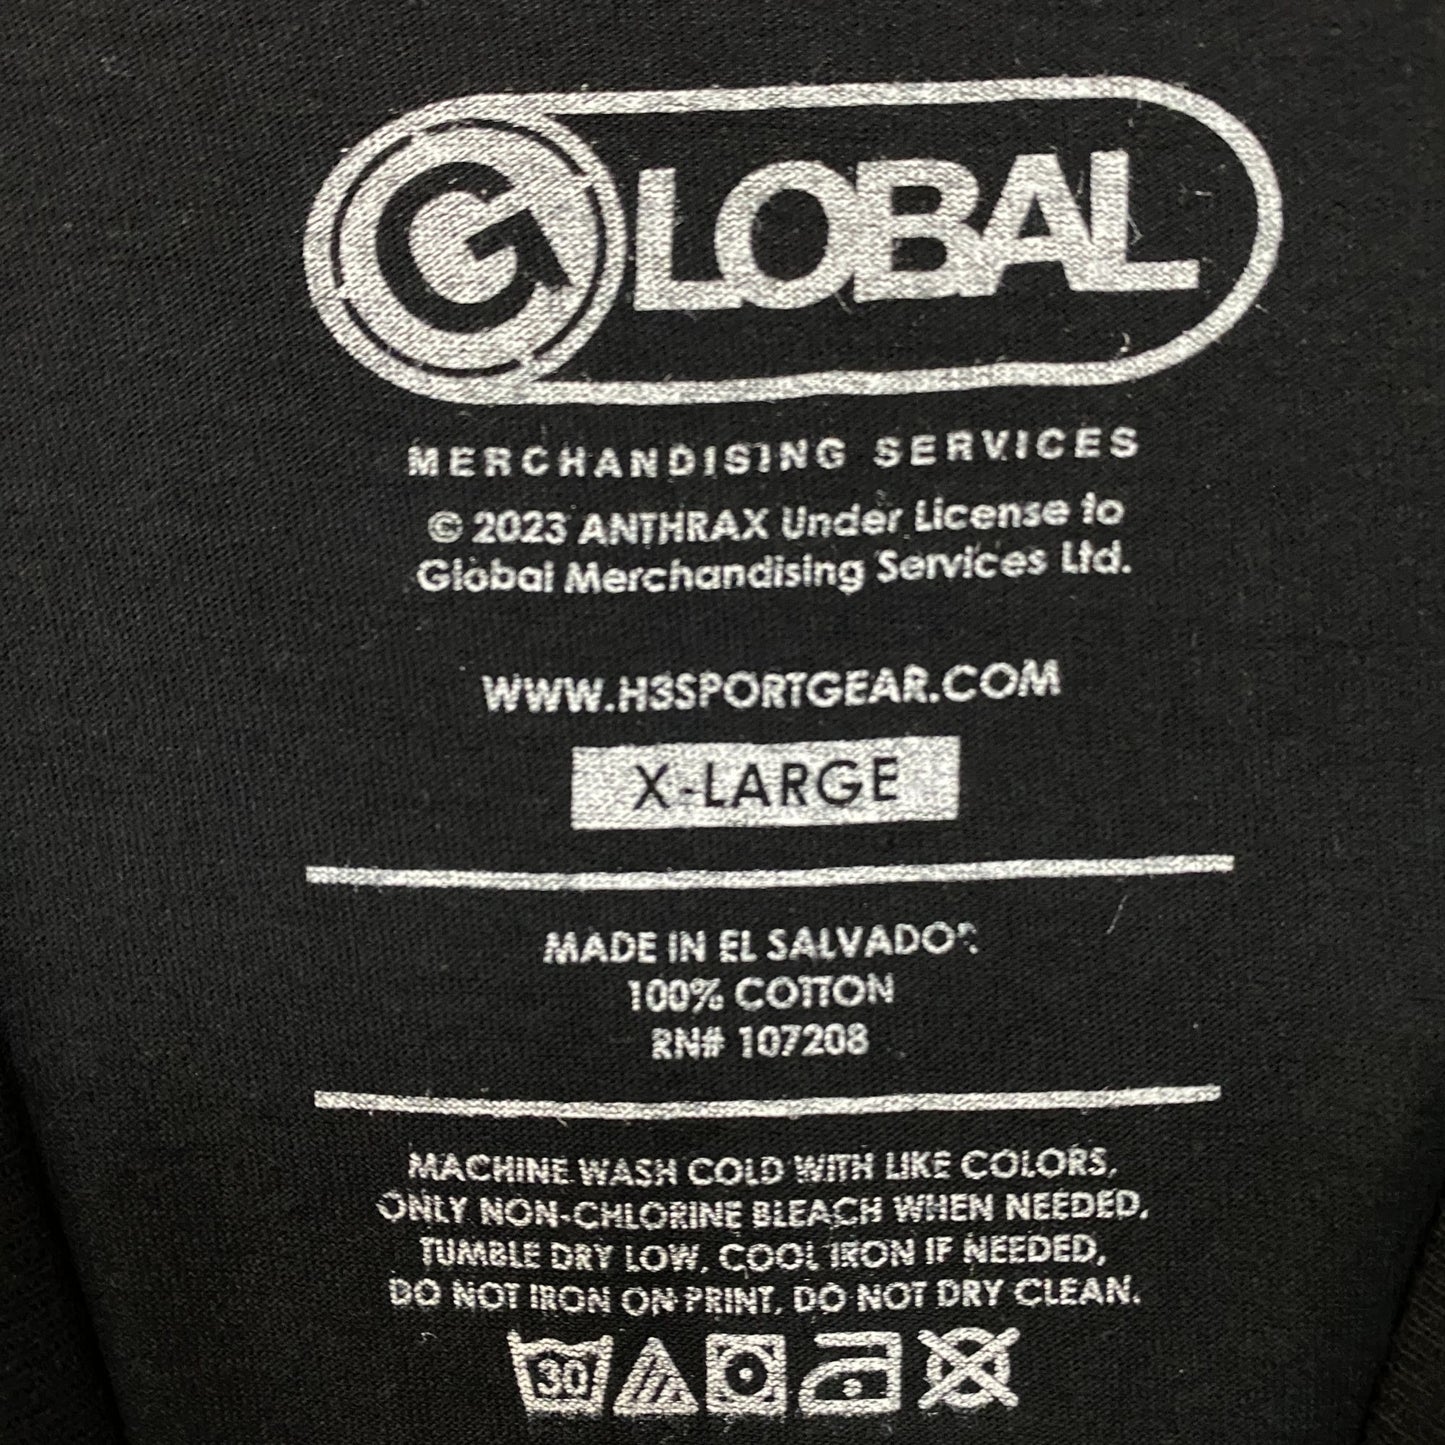 GLOBAL
MERCHANDISING SERVICES
© 2023 ANTHRAX Under License to
Global Merchandising Services Ltd.
WWW.H3SPORTGEAR.COM
X-LARGE
MADE IN EL SALVADOR
100% COTTON
RN# 107208
MACHINE WASH COLD WITH LIKE COLORS,
ONLY NON-CHLORINE BLEACH WHEN NEEDED,
TUMBLE DRY LOW, COOL IRON IF NEEDED,
DO NOT IRON ON PRINT, DO NOT DRY CLEAN.
30